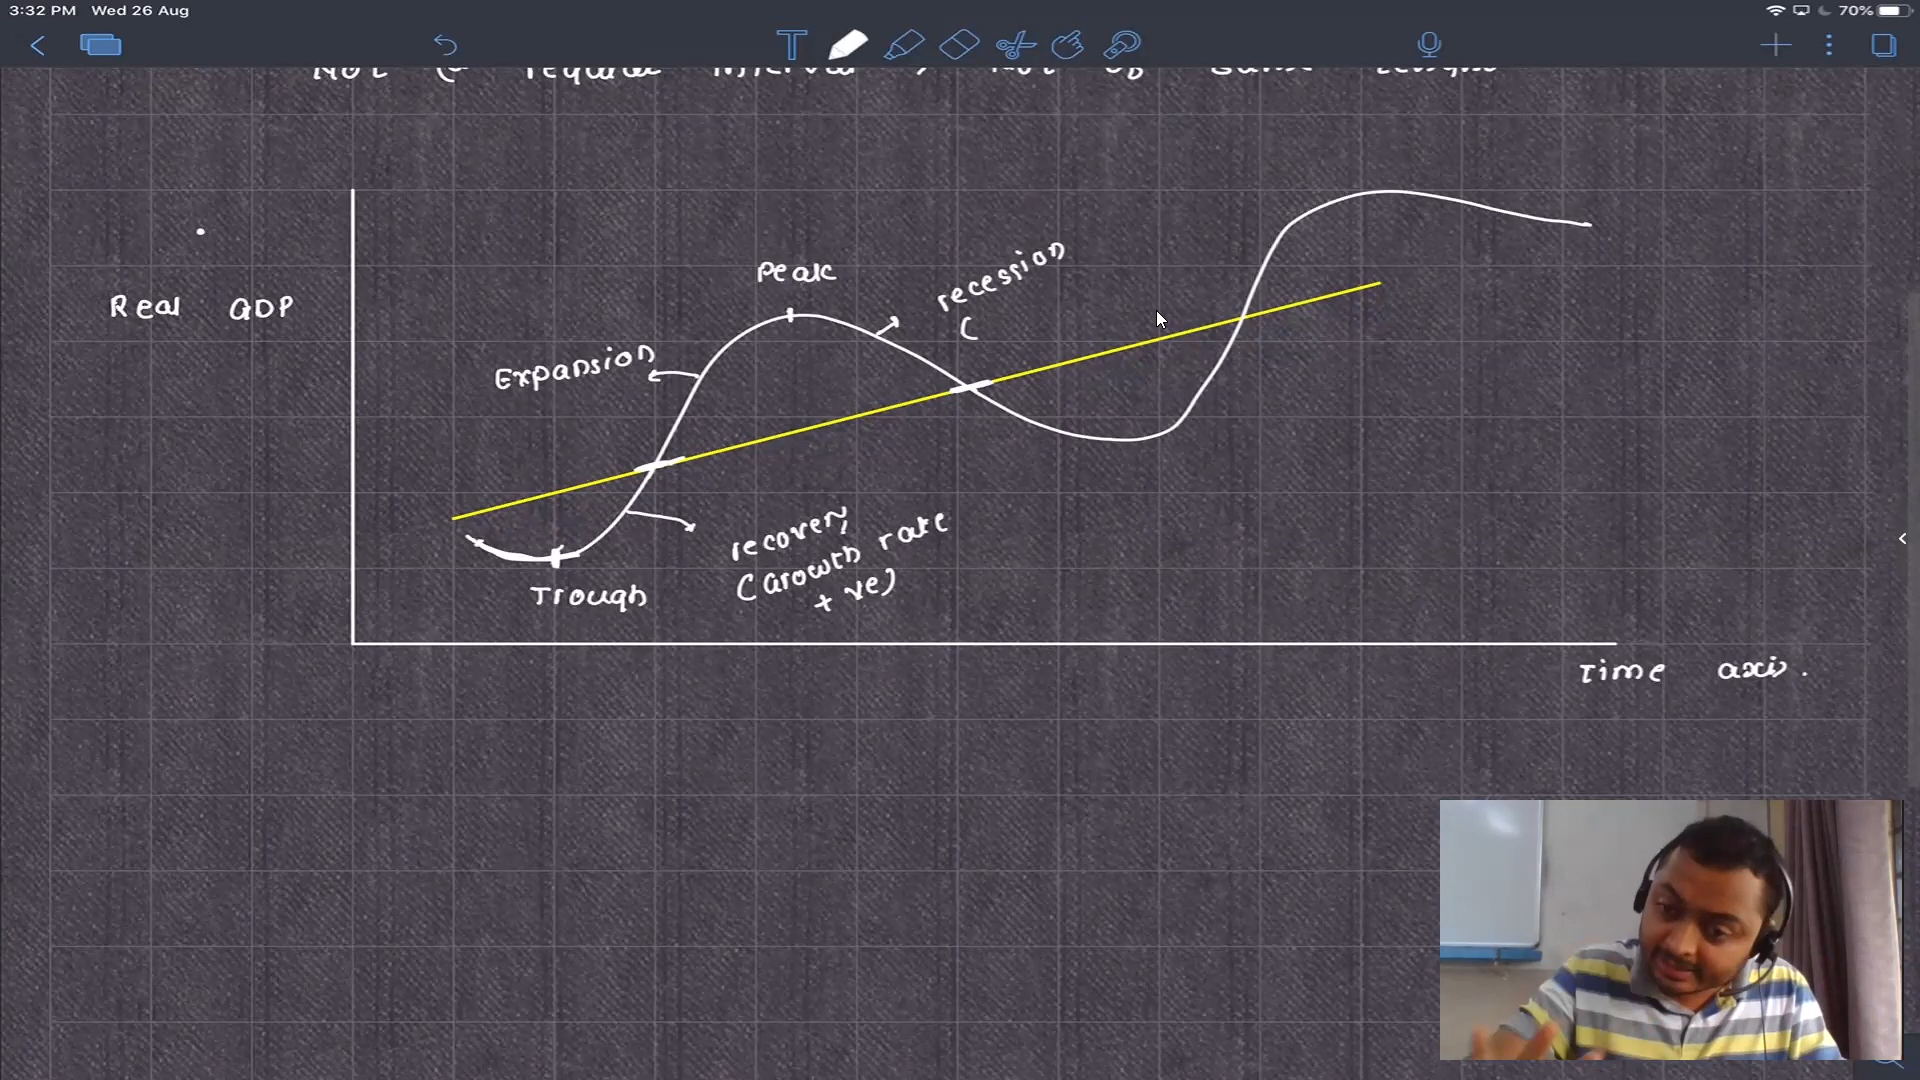 3:32 PM Wed 26 Aug
70%
Peak
recession
(
Real GDP
Expansion
recovery
(Growth rate
+ ve)
Trough
Time axis.